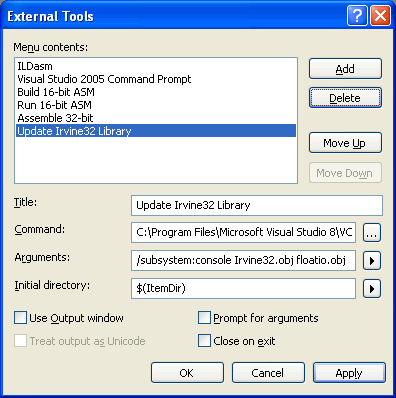 External Tools
Menu contents:
ILDasm
Visual Studio 2005 Command Prompt
Build 16-bit ASM
Run 16-bit ASM
Assemble 32-bit
Update Irvine32 Library
Add
Delete
Move Up
Move Down
Title:
Update Irvine32 Library
Command:
C:\Program Files\Microsoft Visual Studio 8\VC
...
Arguments:
/subsystem:console Irvine32.obj floatio.obj
Initial directory:
$(ItemDir)
Use Output window
Prompt for arguments
Treat output as Unicode
Close on exit
OK
Cancel
Apply